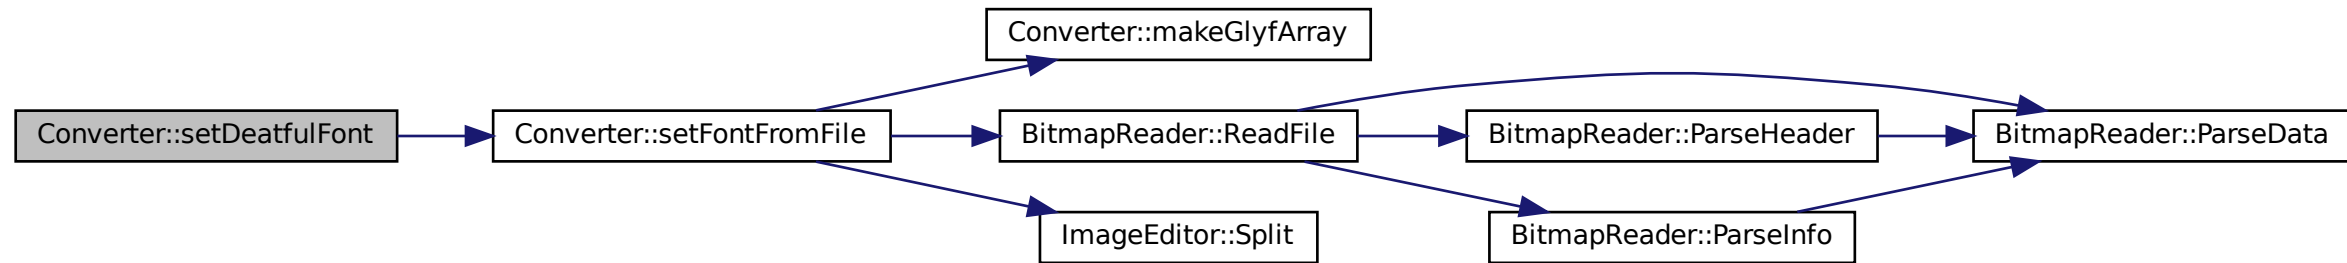 Converter::setDeatfulFont
Converter::setFontFromFile
Converter::makeGlyfArray
BitmapReader::ReadFile
ImageEditor::Split
BitmapReader::ParseHeader
BitmapReader::ParseInfo
BitmapReader::ParseData